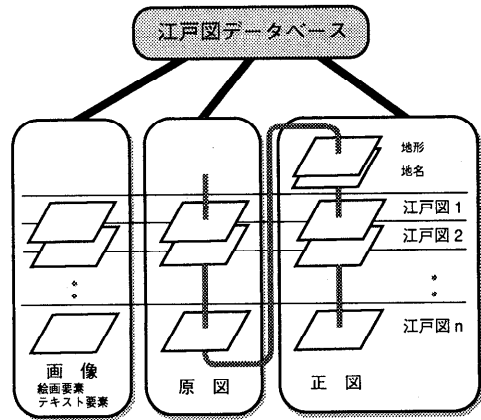 江戸図データベース
地形
地名
江戸図1
江戸図2
:
:
江戸図n
画 像
絵画要素
テキスト要素
原 図
正 図